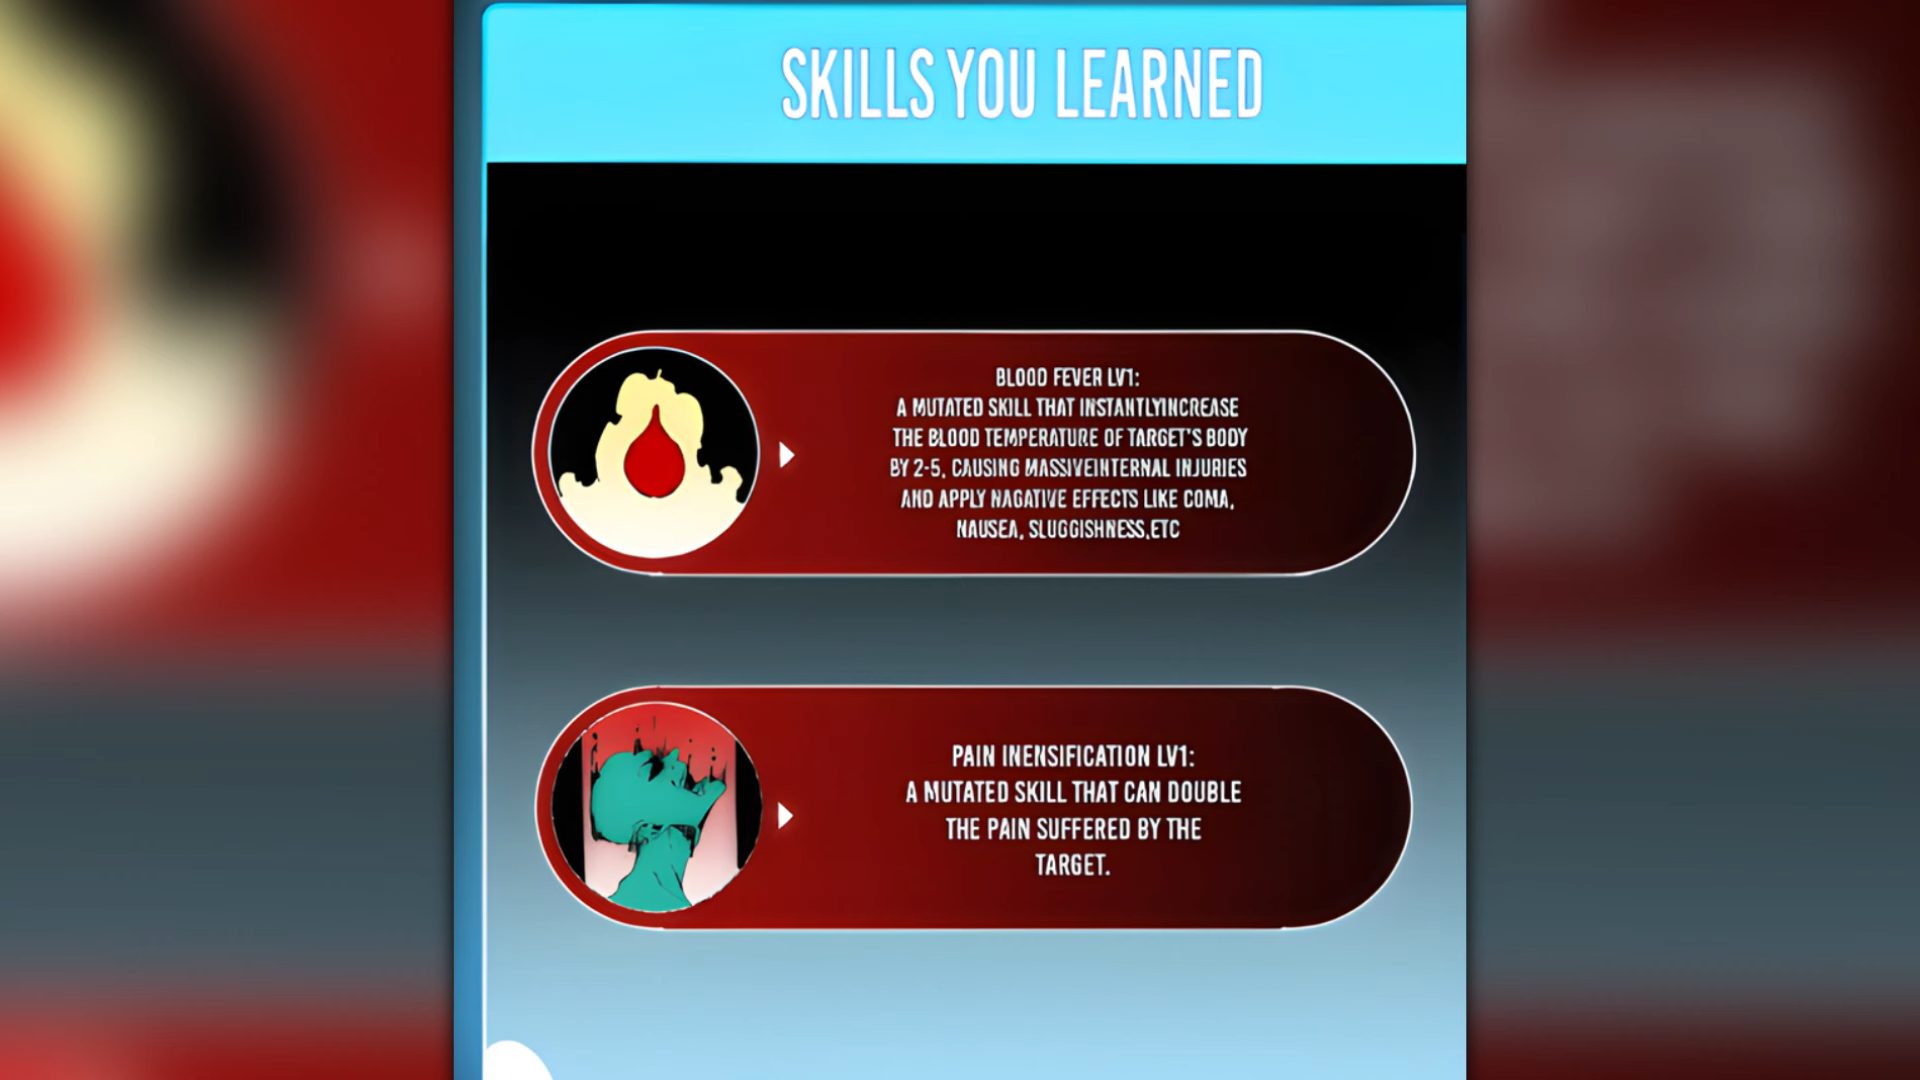 SKILLS YOU LEARNED
BLOOD FEVER LV1:
A MUTATED SKILL THAT INSTANTLYINCREASE
THE BLOOD TEMPERATURE OF TARGET'S BODY
BY 2-5, CAUSING MASSIVEINTERNAL INJURIES
AND APPLY NAGATIVE EFFECTS LIKE COMA,
NAUSEA, SLUGGISHNESS,ETC
PAIN INENSIFICATION LV1:
A MUTATED SKILL THAT CAN DOUBLE
THE PAIN SUFFERED BY THE
TARGET.